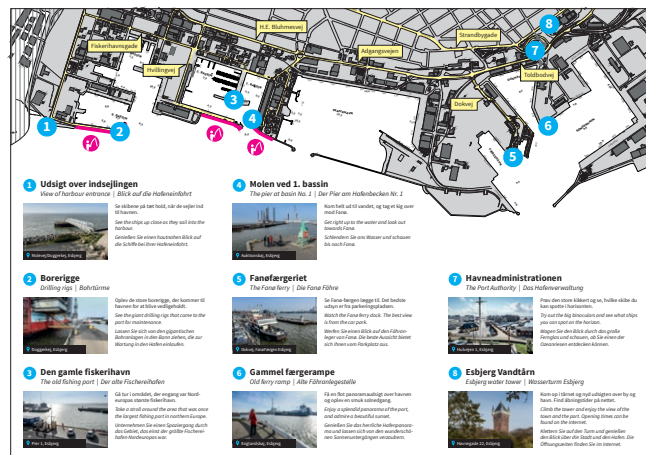 H.E. Bluhmesvej
Strandbygade
8
Fiskerihavnsgade
Adgangsvejen
7
Hvillingvej
Toldbodvej
3
Dokvej
4
1
2
6
5
1 Udsigt over indsejlingen
View of harbour entrance | Blick auf die Hafeneinfahrt
Se skibene på tæt hold, når de sejler ind
til havnen.
See the ships up close as they sail into the
harbour.
Genießen Sie einen hautnahen Blick auf
die Schiffe bei ihrer Hafeneinfahrt.
4 Molen ved 1. bassin
The pier at basin No. 1 | Der Pier am Hafenbecken Nr. 1
Kom helt ud til vandet, og tag et kig over
mod Fanø.
Get right up to the water and look out
towards Fanø.
Schlendern Sie ans Wasser und schauen
bis nach Fanø.
Auktionskaj, Esbjerg
2 Borerigge
Drilling rigs | Bohrtürme
Oplev de store borerigge, der kommer til
havnen for at blive vedligeholdt.
See the giant drilling rigs that come to the
port for maintenance
Lassen Sie sich von den gigantischen
Bohranlagen in den Bann ziehen, die zur
Wartung in den Hafen einlaufen.
Doggerkaj, Esbjerg
5 Fanøfærgeriet
The Fanø ferry | Die Fanø Fähre
Se Fanø-færgen lægge til. Det bedste
udsyn er fra parkeringspladsen.
Watch the Fanø ferry dock. The best view
is from the car park.
Werfen Sie einen Blick auf den Fähren-
leger von Fanø. Die beste Aussicht bietet
sich Ihnen vom Parkplatz aus.
Dokvej, Fanøfærgen Esbjerg
7 Havneadministrationen
The Port Authority | Das Hafenverwaltung
Prøv den store kikkert og se, hvilke skibe du
kan spotte i horisonten.
Try out the big binoculars and see what ships
you can spot on the horizon.
Wagen Sie den Blick durch das große
Fernglas und schauen, ob Sie einen der
Ozeanriesen entdecken können.
Hulvejen 1, Esbjerg
3 Den gamle fiskerihavn
The old fishing port | Der alte Fischereihafen
Gå tur i området, der engang var Nord-
europas største fiskerihavn.
Take a stroll around the area that was once
the largest fishing port in northern Europe.
Unternehmen Sie einen Spaziergang durch
das Gebiet, das einst der größte Fischerei-
hafen Nordeuropas war.
Pier 1, Esbjerg
6 Gammel færgerampe
Old ferry ramp | Alte Fähranlegestelle
Få en flot panoramaudsigt over havnen
og oplev en smuk solnedgang.
Enjoy a splendid panorama of the port,
and admire a beautiful sunset.
Genießen Sie das herrliche Hafenpanora-
ma und lassen sich von den wunderschö-
nen Sonnenuntergängen verzaubern.
Englandskaj, Esbjerg
8 Esbjerg Vandtårn
Esbjerg water tower | Wasserturm Esbjerg
Kom op i tårnet og nyd udsigten over by og
havn. Find åbningstider på nettet.
Climb the tower and enjoy the view of the
town and the port. Opening times can be
found on the internet.
Klettern Sie auf den Turm und genießen
den Blick über die Stadt und den Hafen. Die
Öffnungszeiten finden Sie im Internet.
Havnegade 22, Esbjerg